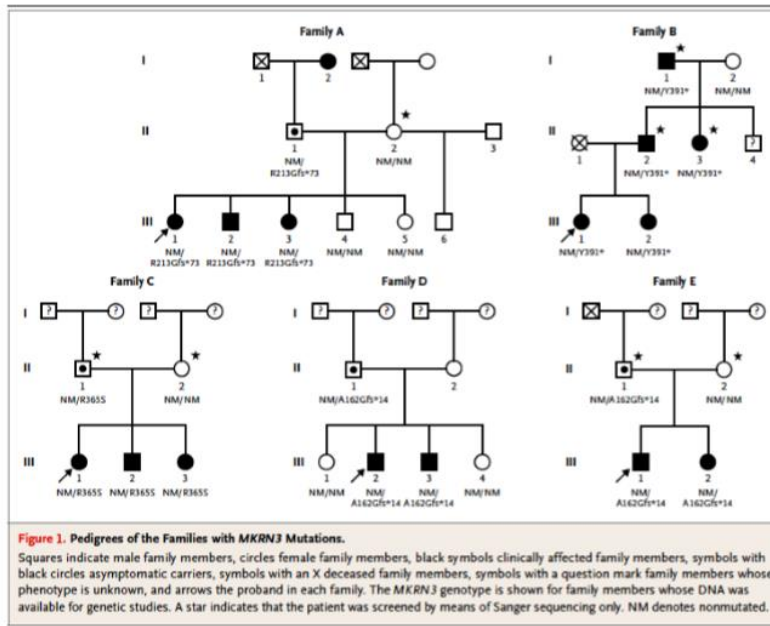 Family A
Family B
I
1
2
I
1
2
NM/Y391*
NM/NM
II
1
2
3
NM/
R213Gfs*73
NM/NM
II
1
2
3
?
4
NM/Y391*
NM/Y391*
III
1
2
3
4
5
6
NM/
NM/
NM/
NM/NM
NM/NM
R213Gfs*73
R213Gfs*73
R213Gfs*73
III
1
2
NM/Y391*
NM/Y391*
Family C
Family D
Family E
I
?
?
?
?
I
?
?
?
?
I
?
?
?
II
1
2
NM/R365S
NM/NM
II
1
2
NM/A162Gfs*14
II
1
2
NM/A162Gfs*14
NM/NM
III
1
2
3
NM/R365S
NM/R365S
NM/R365S
III
1
2
3
4
NM/NM
NM/
NM/
NM/NM
A162Gfs*14
A162Gfs*14
III
1
2
NM/
NM/
A162Gfs*14
A162Gfs*14
Figure 1. Pedigrees of the Families with MKRN3 Mutations.
Squares indicate male family members, circles female family members, black symbols clinically affected family members, symbols with
black circles asymptomatic carriers, symbols with an X deceased family members, symbols with a question mark family members whose
phenotype is unknown, and arrows the proband in each family. The MKRN3 genotype is shown for family members whose DNA was
available for genetic studies. A star indicates that the patient was screened by means of Sanger sequencing only. NM denotes nonmutated.